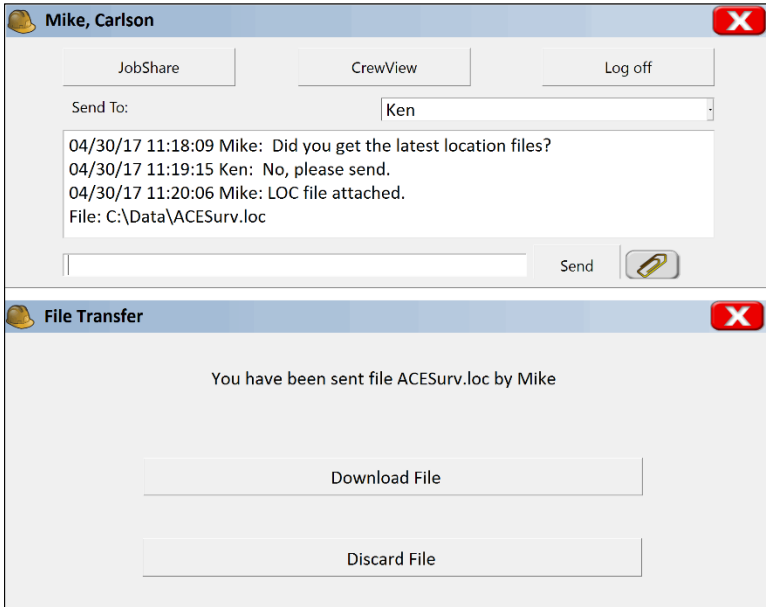 Mike, Carlson
JobShare CrewView Log off
Send To: Ken
04/30/17 11:18:09 Mike:  Did you get the latest location files?
04/30/17 11:19:15 Ken:  No, please send.
04/30/17 11:20:06 Mike: LOC file attached.
File: C:\Data\ACESurv.loc
Send
File Transfer
You have been sent file ACESurv.loc by Mike
Download File
Discard File